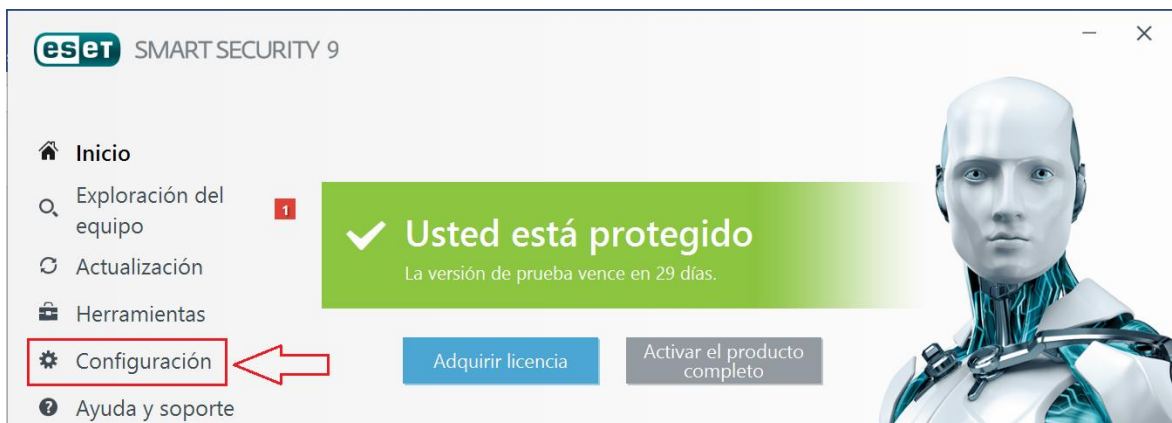 eset SMART SECURITY 9
Inicio
Exploración del
equipo
1
Actualización
Herramientas
Configuración
Ayuda y soporte
Usted está protegido
La versión de prueba vence en 29 días.
Adquirir licencia
Activar el producto
completo